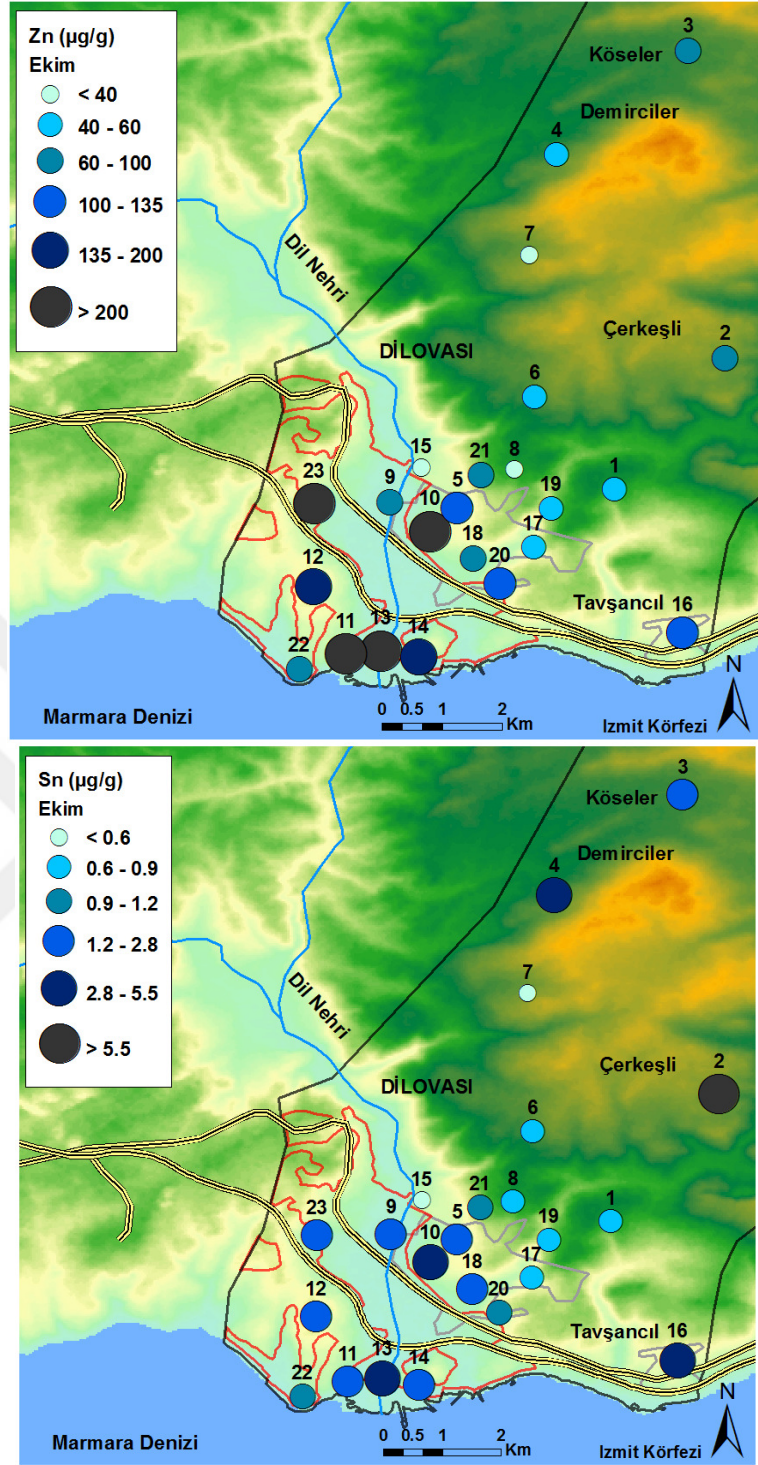 Zn (µg/g)
Ekim
< 40
40 - 60
60 - 100
100 - 135
135 - 200
> 200
3
Köseler
Demirciler
4
7
Dil Nehri
Çerkeşli
2
DİLOVASI
6
15
21
8
1
23
9
5
19
10
17
18
12
20
Tavşancıl
16
11
13
14
22
N
0 0.5 1 2
Km
Marmara Denizi
Izmit Körfezi
Sn (µg/g)
Ekim
< 0.6
0.6 - 0.9
0.9 - 1.2
1.2 - 2.8
2.8 - 5.5
> 5.5
3
Köseler
Demirciler
4
7
Dil Nehri
Çerkeşli
2
DİLOVASI
6
15
21
8
1
23
9
5
19
10
17
18
12
20
Tavşancıl
16
11
13
14
22
N
0 0.5 1 2
Km
Marmara Denizi
Izmit Körfezi